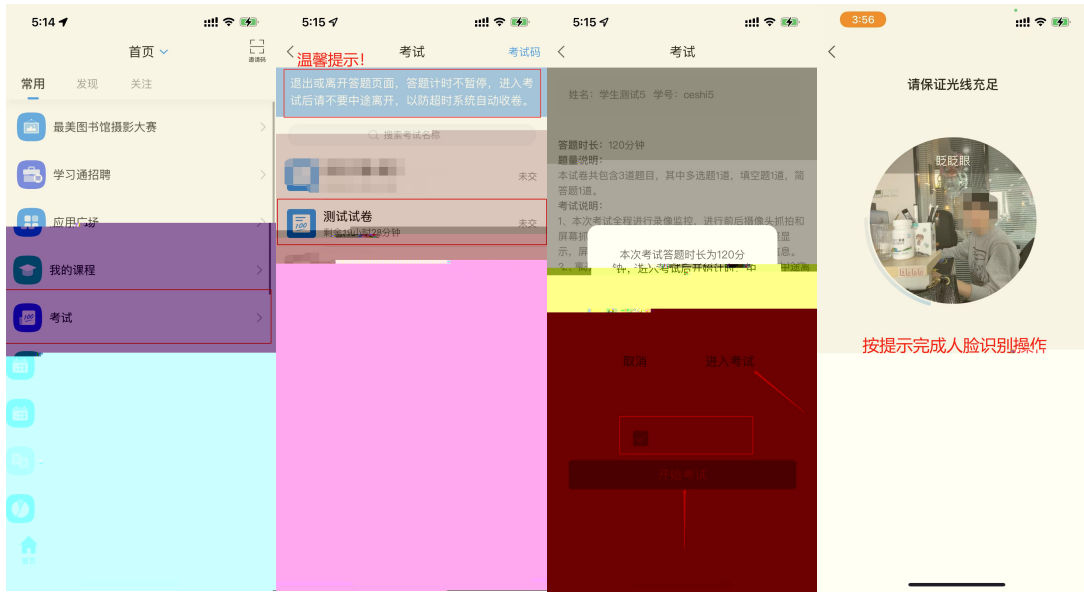 5:14
首页
邀请码
常用 发现 关注
最美图书馆摄影大赛
学习通招聘
应用广场
我的课程
考试
5:15
考试
考试码
温馨提示!
退出或离开答题页面,答题计时不暂停,进入考
试后请不要中途离开,以防超时系统自动收卷。
搜索考试名称
未交
测试试卷
未交
5:15
考试
姓名:学生测试5 学号:ceshi5
答题时长:120分钟
题量说明:
本试卷共包含3道题目,其中多选题1道,填空题1道,简
答题1道。
考试说明:
1、本次考试全程进行录像监控,进行前后摄像头抓拍和
本次考试答题时长为120分
钟,进入考试后开始计时,中
取消 进入考试
开始考试
3:56
请保证光线充足
眨眨眼
按提示完成人脸识别操作